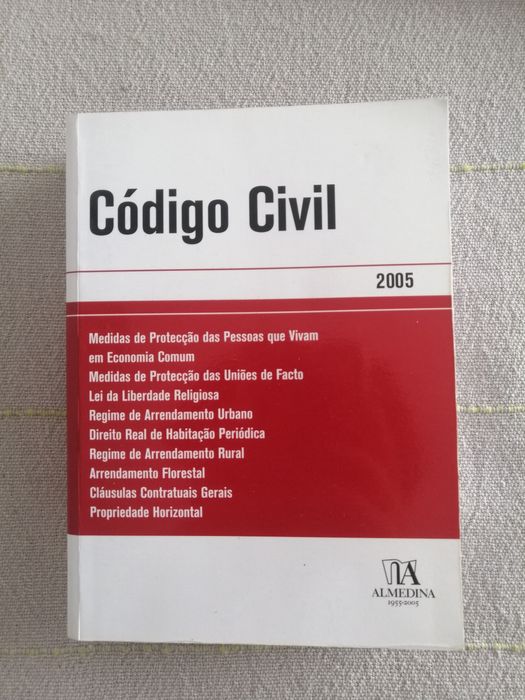 Código Civil
2005
Medidas de Protecção das Pessoas que Vivam
em Economia Comum
Medidas de Protecção das Uniões de Facto
Lei da Liberdade Religiosa
Regime de Arrendamento Urbano
Direito Real de Habitação Periódica
Regime de Arrendamento Rural
Arrendamento Florestal
Cláusulas Contratuais Gerais
Propriedade Horizontal
NA
ALMEDINA
1955-2005